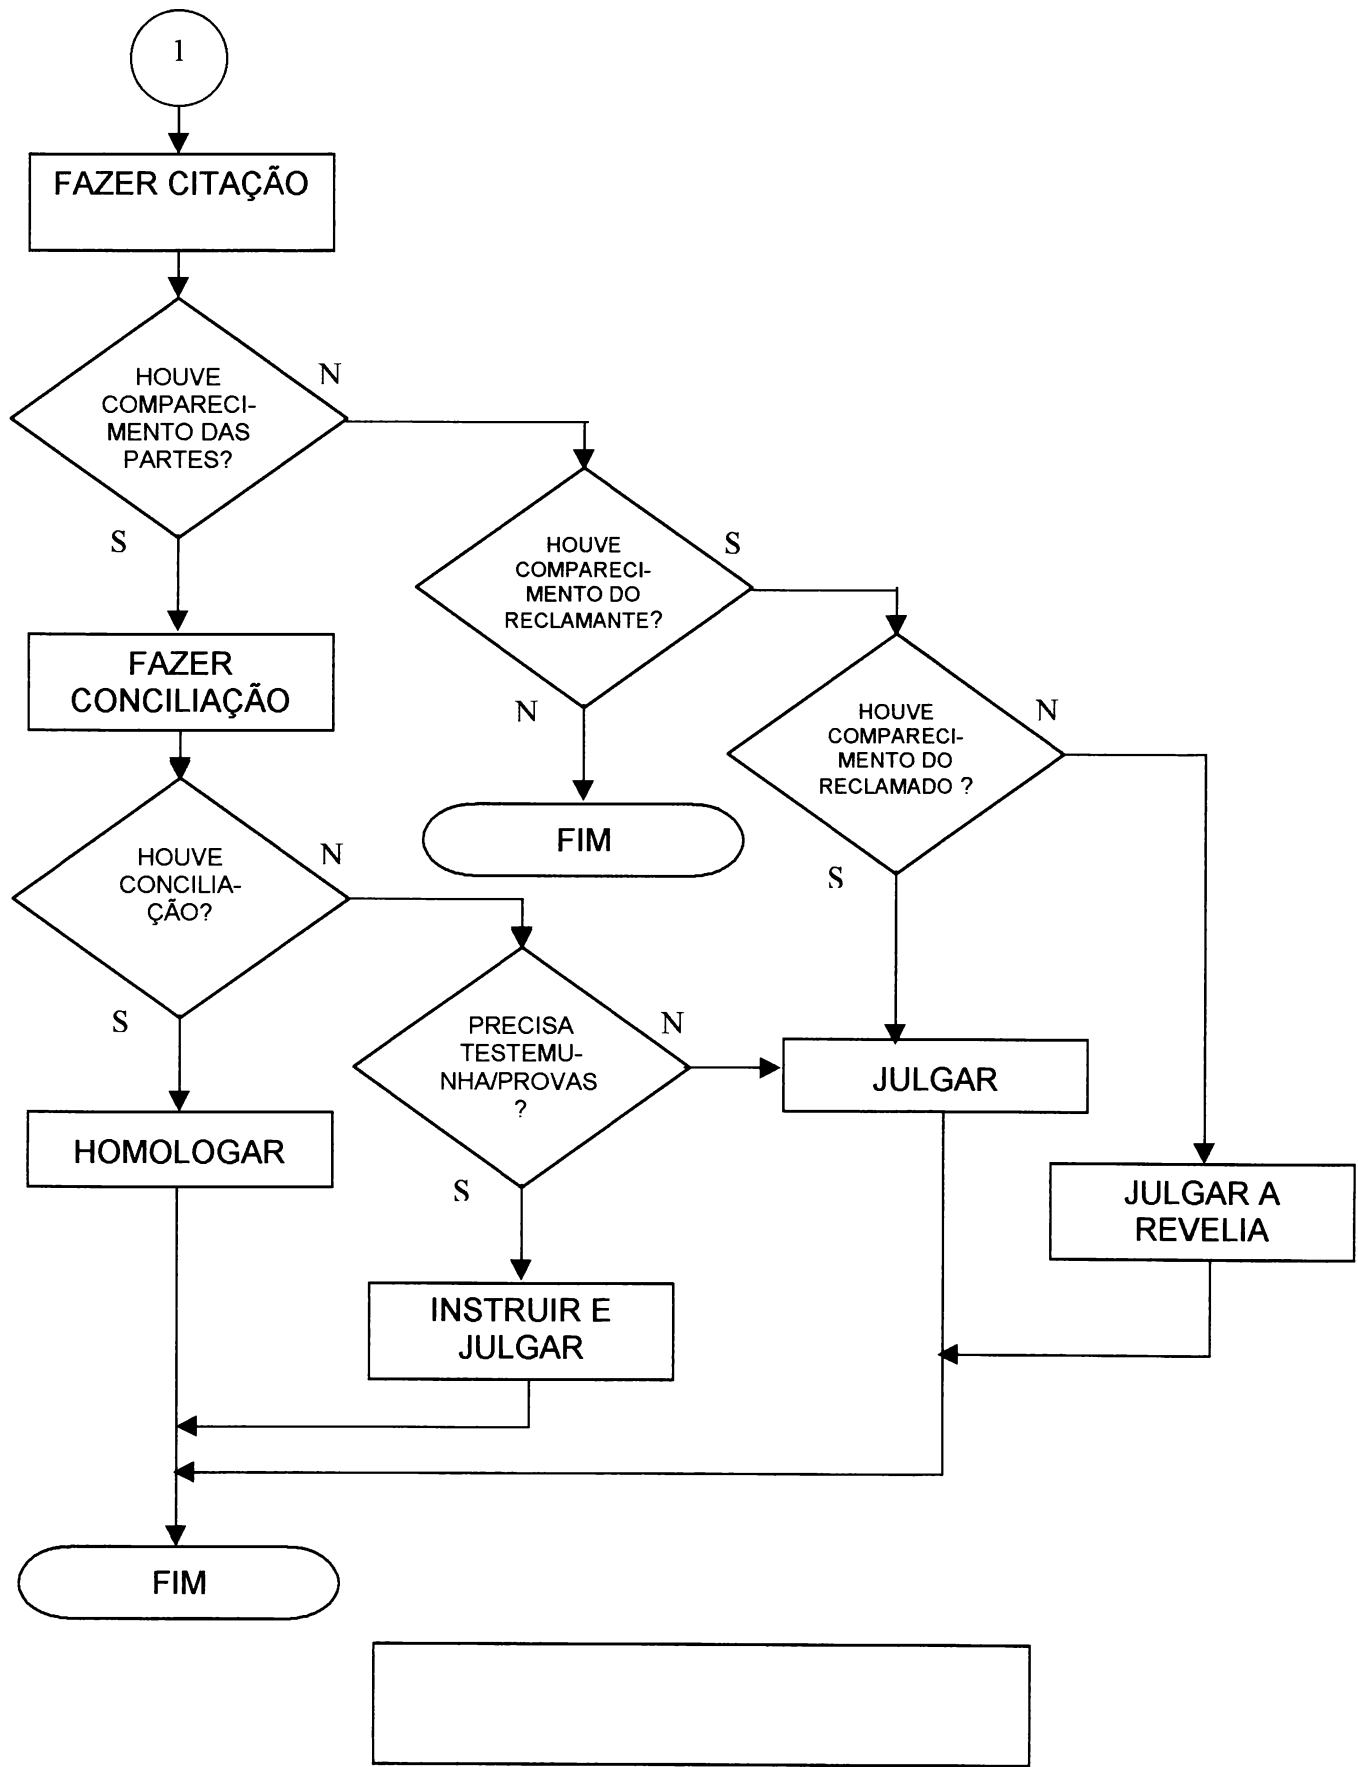 1
FAZER CITAÇÃO
HOUVE
COMPARECI-
MENTO DAS
PARTES?
N
S
HOUVE
COMPARECI-
MENTO DO
RECLAMANTE?
S
N
FAZER
CONCILIAÇÃO
HOUVE
COMPARECI-
MENTO DO
RECLAMADO ?
N
S
FIM
HOUVE
CONCILIA-
ÇÃO?
N
S
PRECISA
TESTEMU-
NHA/PROVAS
?
N
S
JULGAR
HOMOLOGAR
JULGAR A
REVELIA
INSTRUIR E
JULGAR
FIM